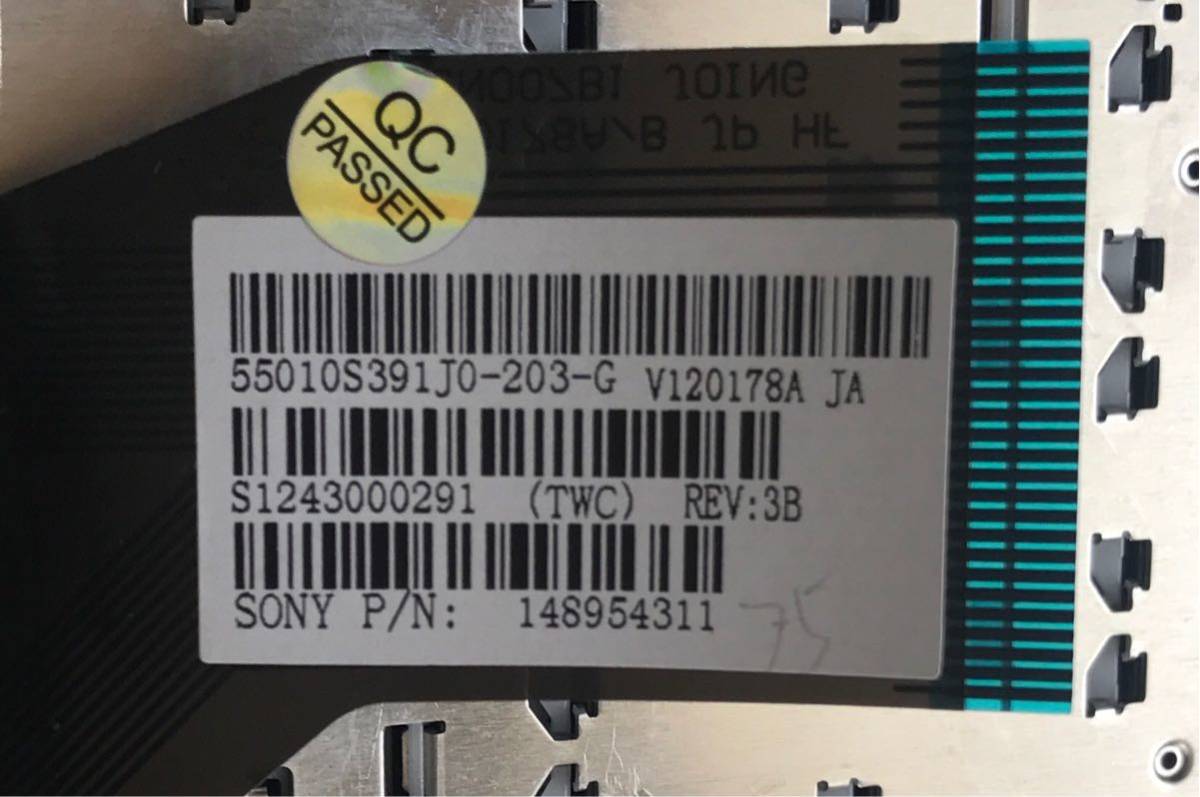 QC
PASSED
55010S391J0-203-G V120178A JA
S1243000291 (TWC) REV:3B
SONY P/N: 148954311
75